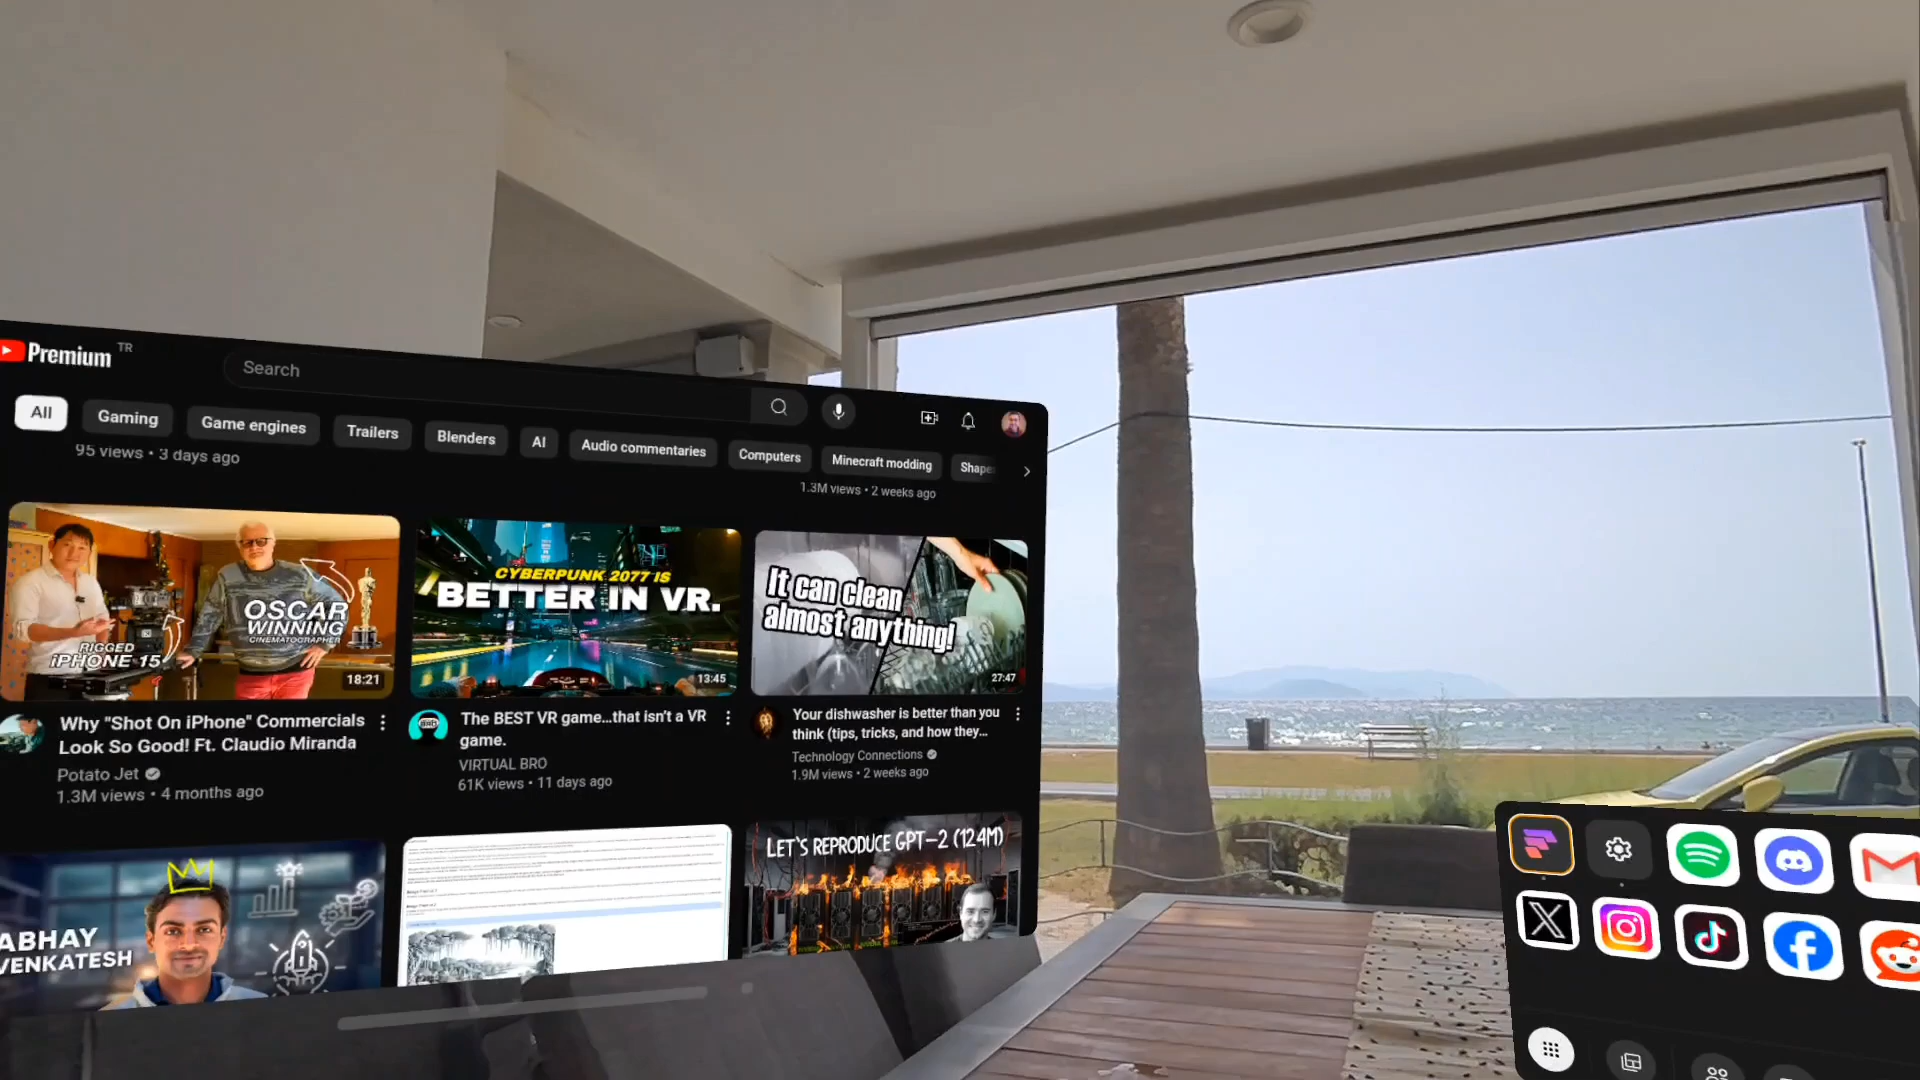 Premium TR
Search
All
Gaming
Game engines
Trailers
Blenders
AI
Audio commentaries
Computers
Minecraft modding
Shape
95 views • 3 days ago
1.3M views • 2 weeks ago
OSCAR
WINNING
CINEMATOGRAPHER
RIGGED
iPHONE 15
18:21
CYBERPUNK 2077 IS
BETTER IN VR.
13:45
It can clean
almost anything!
27:47
Why "Shot On iPhone" Commercials
Look So Good! Ft. Claudio Miranda
Potato Jet
1.3M views • 4 months ago
The BEST VR game...that isn't a VR
game.
VIRTUAL BRO
61K views • 11 days ago
Your dishwasher is better than you
think (tips, tricks, and how they...
Technology Connections
1.9M views • 2 weeks ago
ABHAY
VENKATESH
LET'S REPRODUCE GPT-2 (124M)